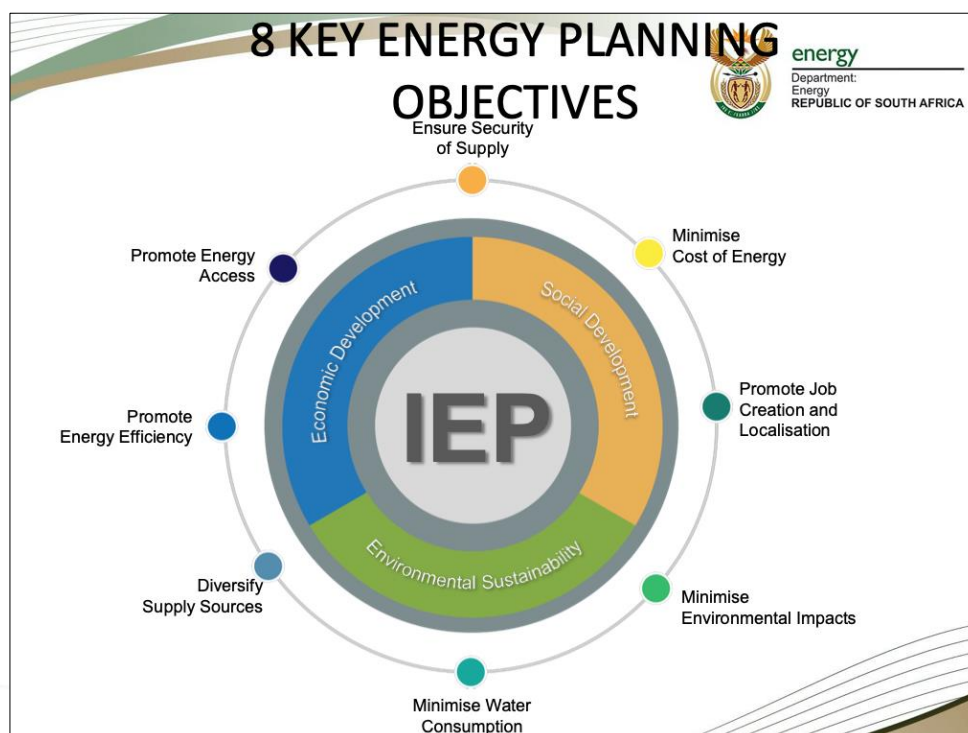 8 KEY ENERGY PLANNING
OBJECTIVES
energy
Department:
Energy
REPUBLIC OF SOUTH AFRICA
Ensure Security
of Supply
Minimise
Cost of Energy
Promote Job
Creation and
Localisation
Minimise
Environmental Impacts
Minimise Water
Consumption
Diversify
Supply Sources
Promote
Energy Efficiency
Promote Energy
Access
Economic Development
Social Development
Environmental Sustainability
IEP